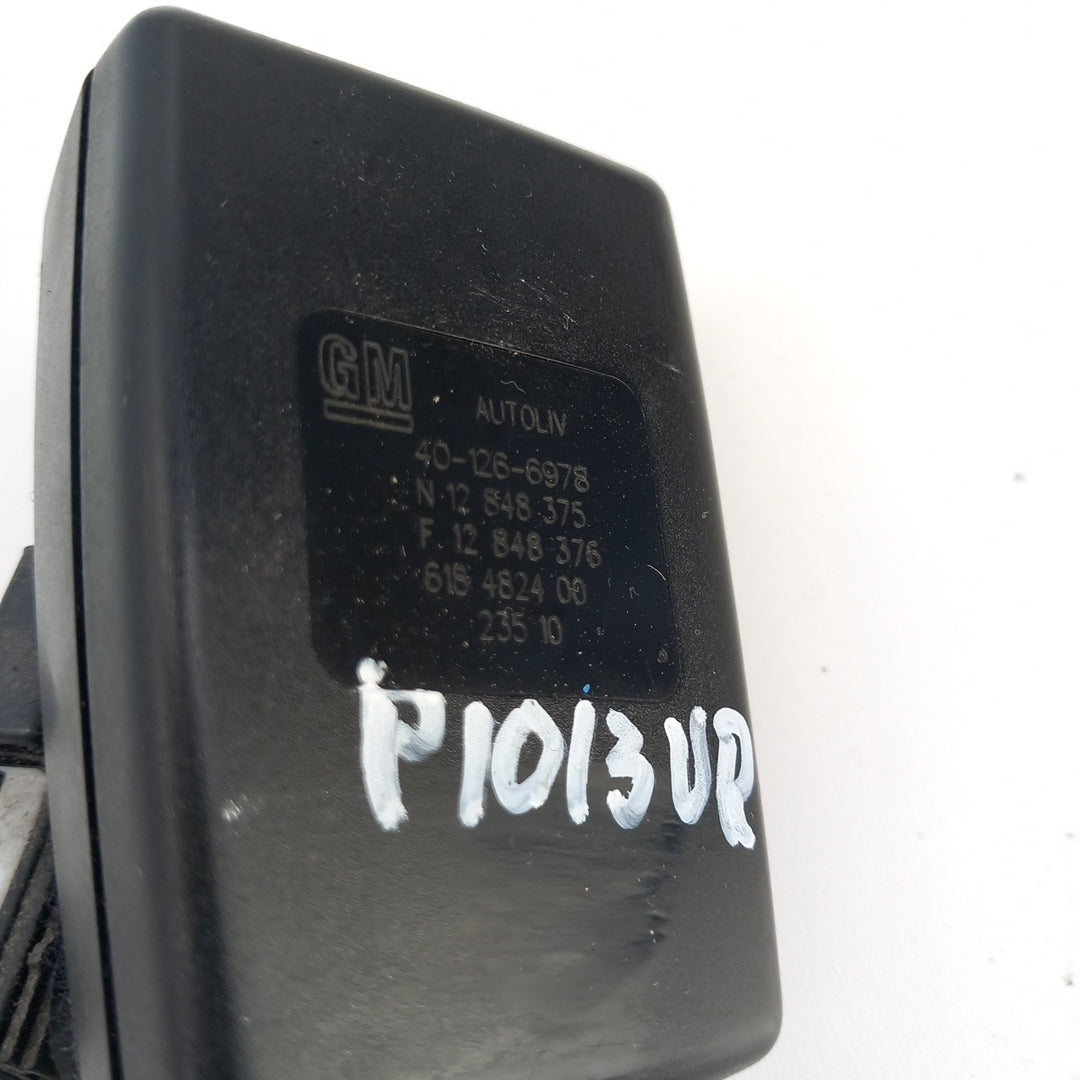 GM
AUTOLIV
40-126-6978
N 12 848 375
F. 12 848 376
618 4824 00
235 10
P1013UR